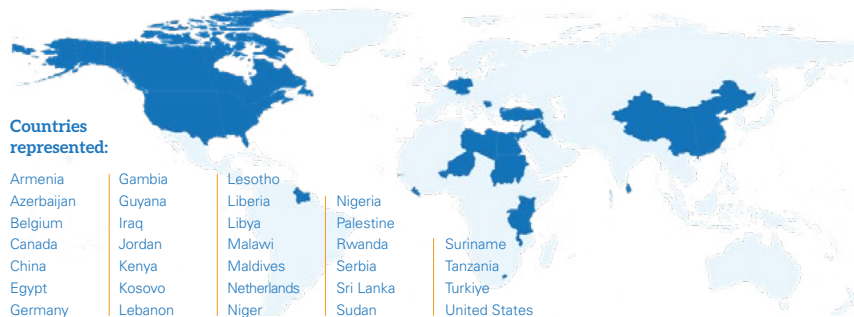 Countries
represented:
Armenia
Azerbaijan
Belgium
Canada
China
Egypt
Germany
Gambia
Guyana
Iraq
Jordan
Kenya
Kosovo
Lebanon
Lesotho
Liberia
Libya
Malawi
Maldives
Netherlands
Niger
Nigeria
Palestine
Rwanda
Serbia
Sri Lanka
Sudan
Suriname
Tanzania
Turkiye
United States